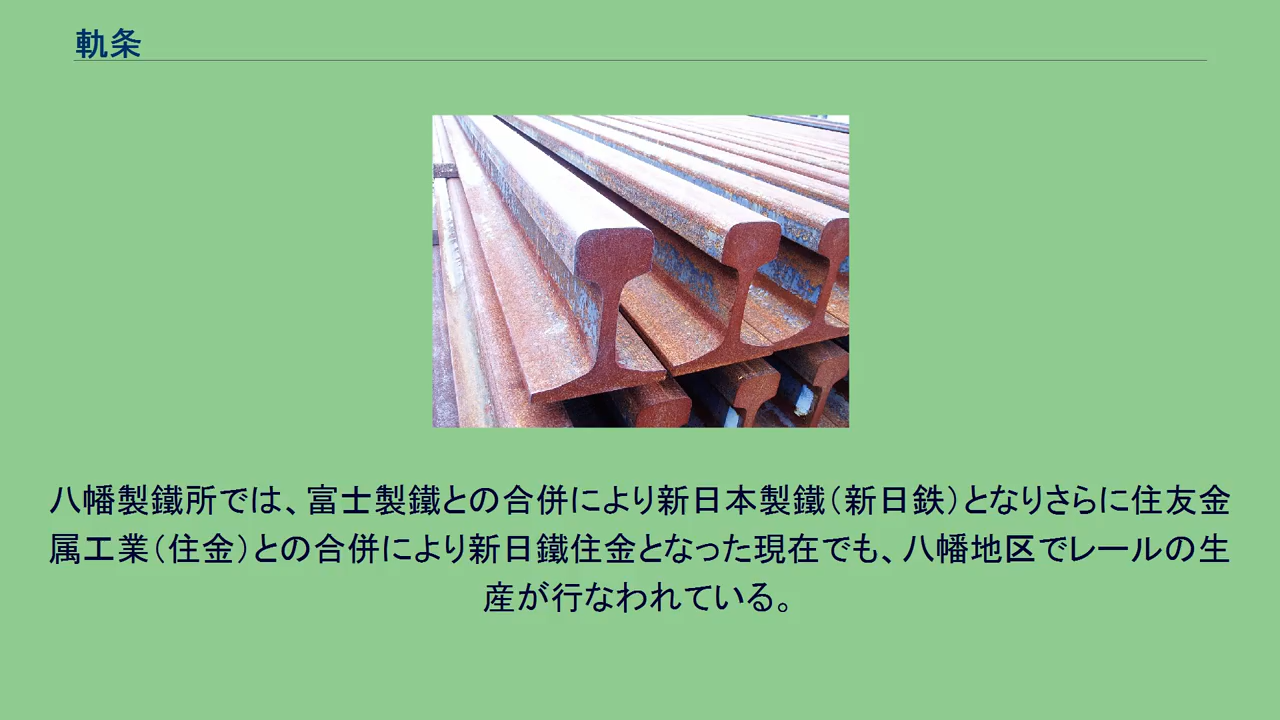 軌条
八幡製鐵所では、富士製鐵との合併により新日本製鐵（新日鉄）となりさらに住友金
属工業（住金）との合併により新日鐵住金となった現在でも、八幡地区でレールの生
産が行なわれている。